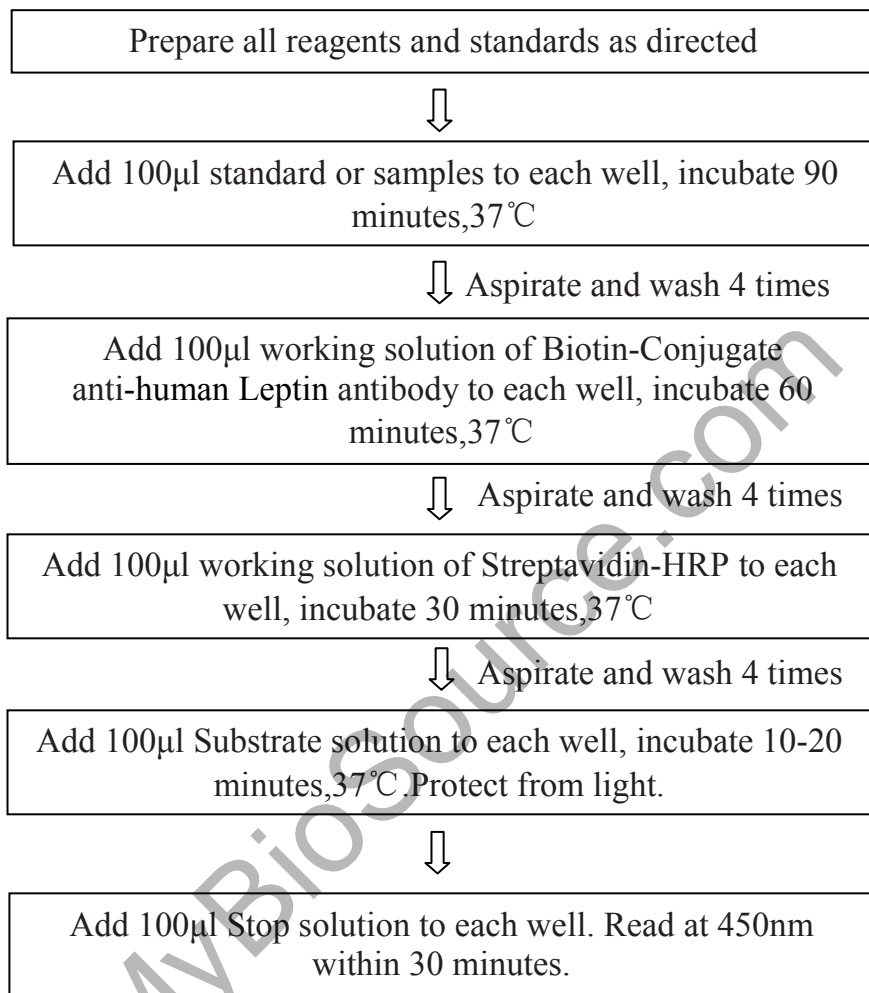 Prepare all reagents and standards as directed
Add 100μl standard or samples to each well, incubate 90
minutes,37℃
Aspirate and wash 4 times
Add 100μl working solution of Biotin-Conjugate
anti-human Leptin antibody to each well, incubate 60
minutes,37℃
Aspirate and wash 4 times
Add 100μl working solution of Streptavidin-HRP to each
well, incubate 30 minutes,37℃
Aspirate and wash 4 times
Add 100μl Substrate solution to each well, incubate 10-20
minutes,37℃.Protect from light.
Add 100μl Stop solution to each well. Read at 450nm
within 30 minutes.
MyBioSource.com